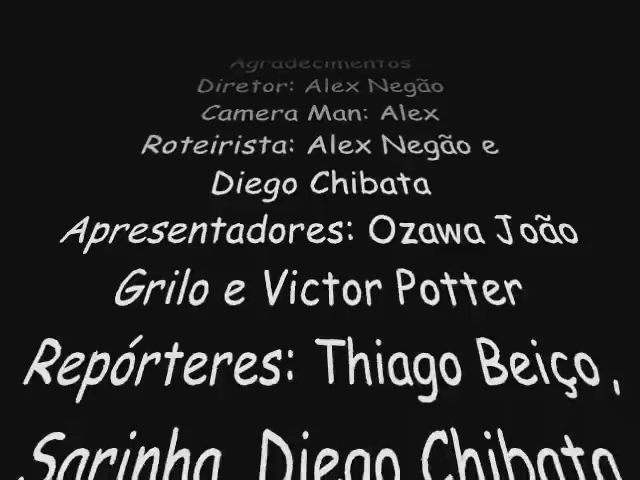 Agradecimentos
Diretor: Alex Negão
Camera Man: Alex
Roteirista: Alex Negão e
Diego Chibata
Apresentadores: Ozawa João
Grilo e Victor Potter
Repórteres: Thiago Beiço,
Sarinha, Diego Chibata